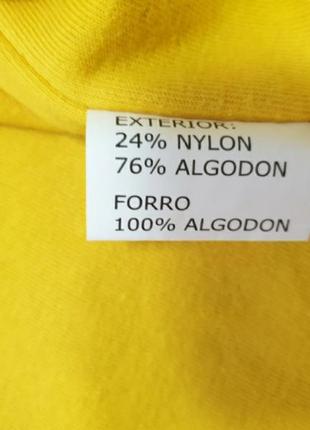 EXTERIOR:
24% NYLON
76% ALGODON
FORRO
100% ALGODON